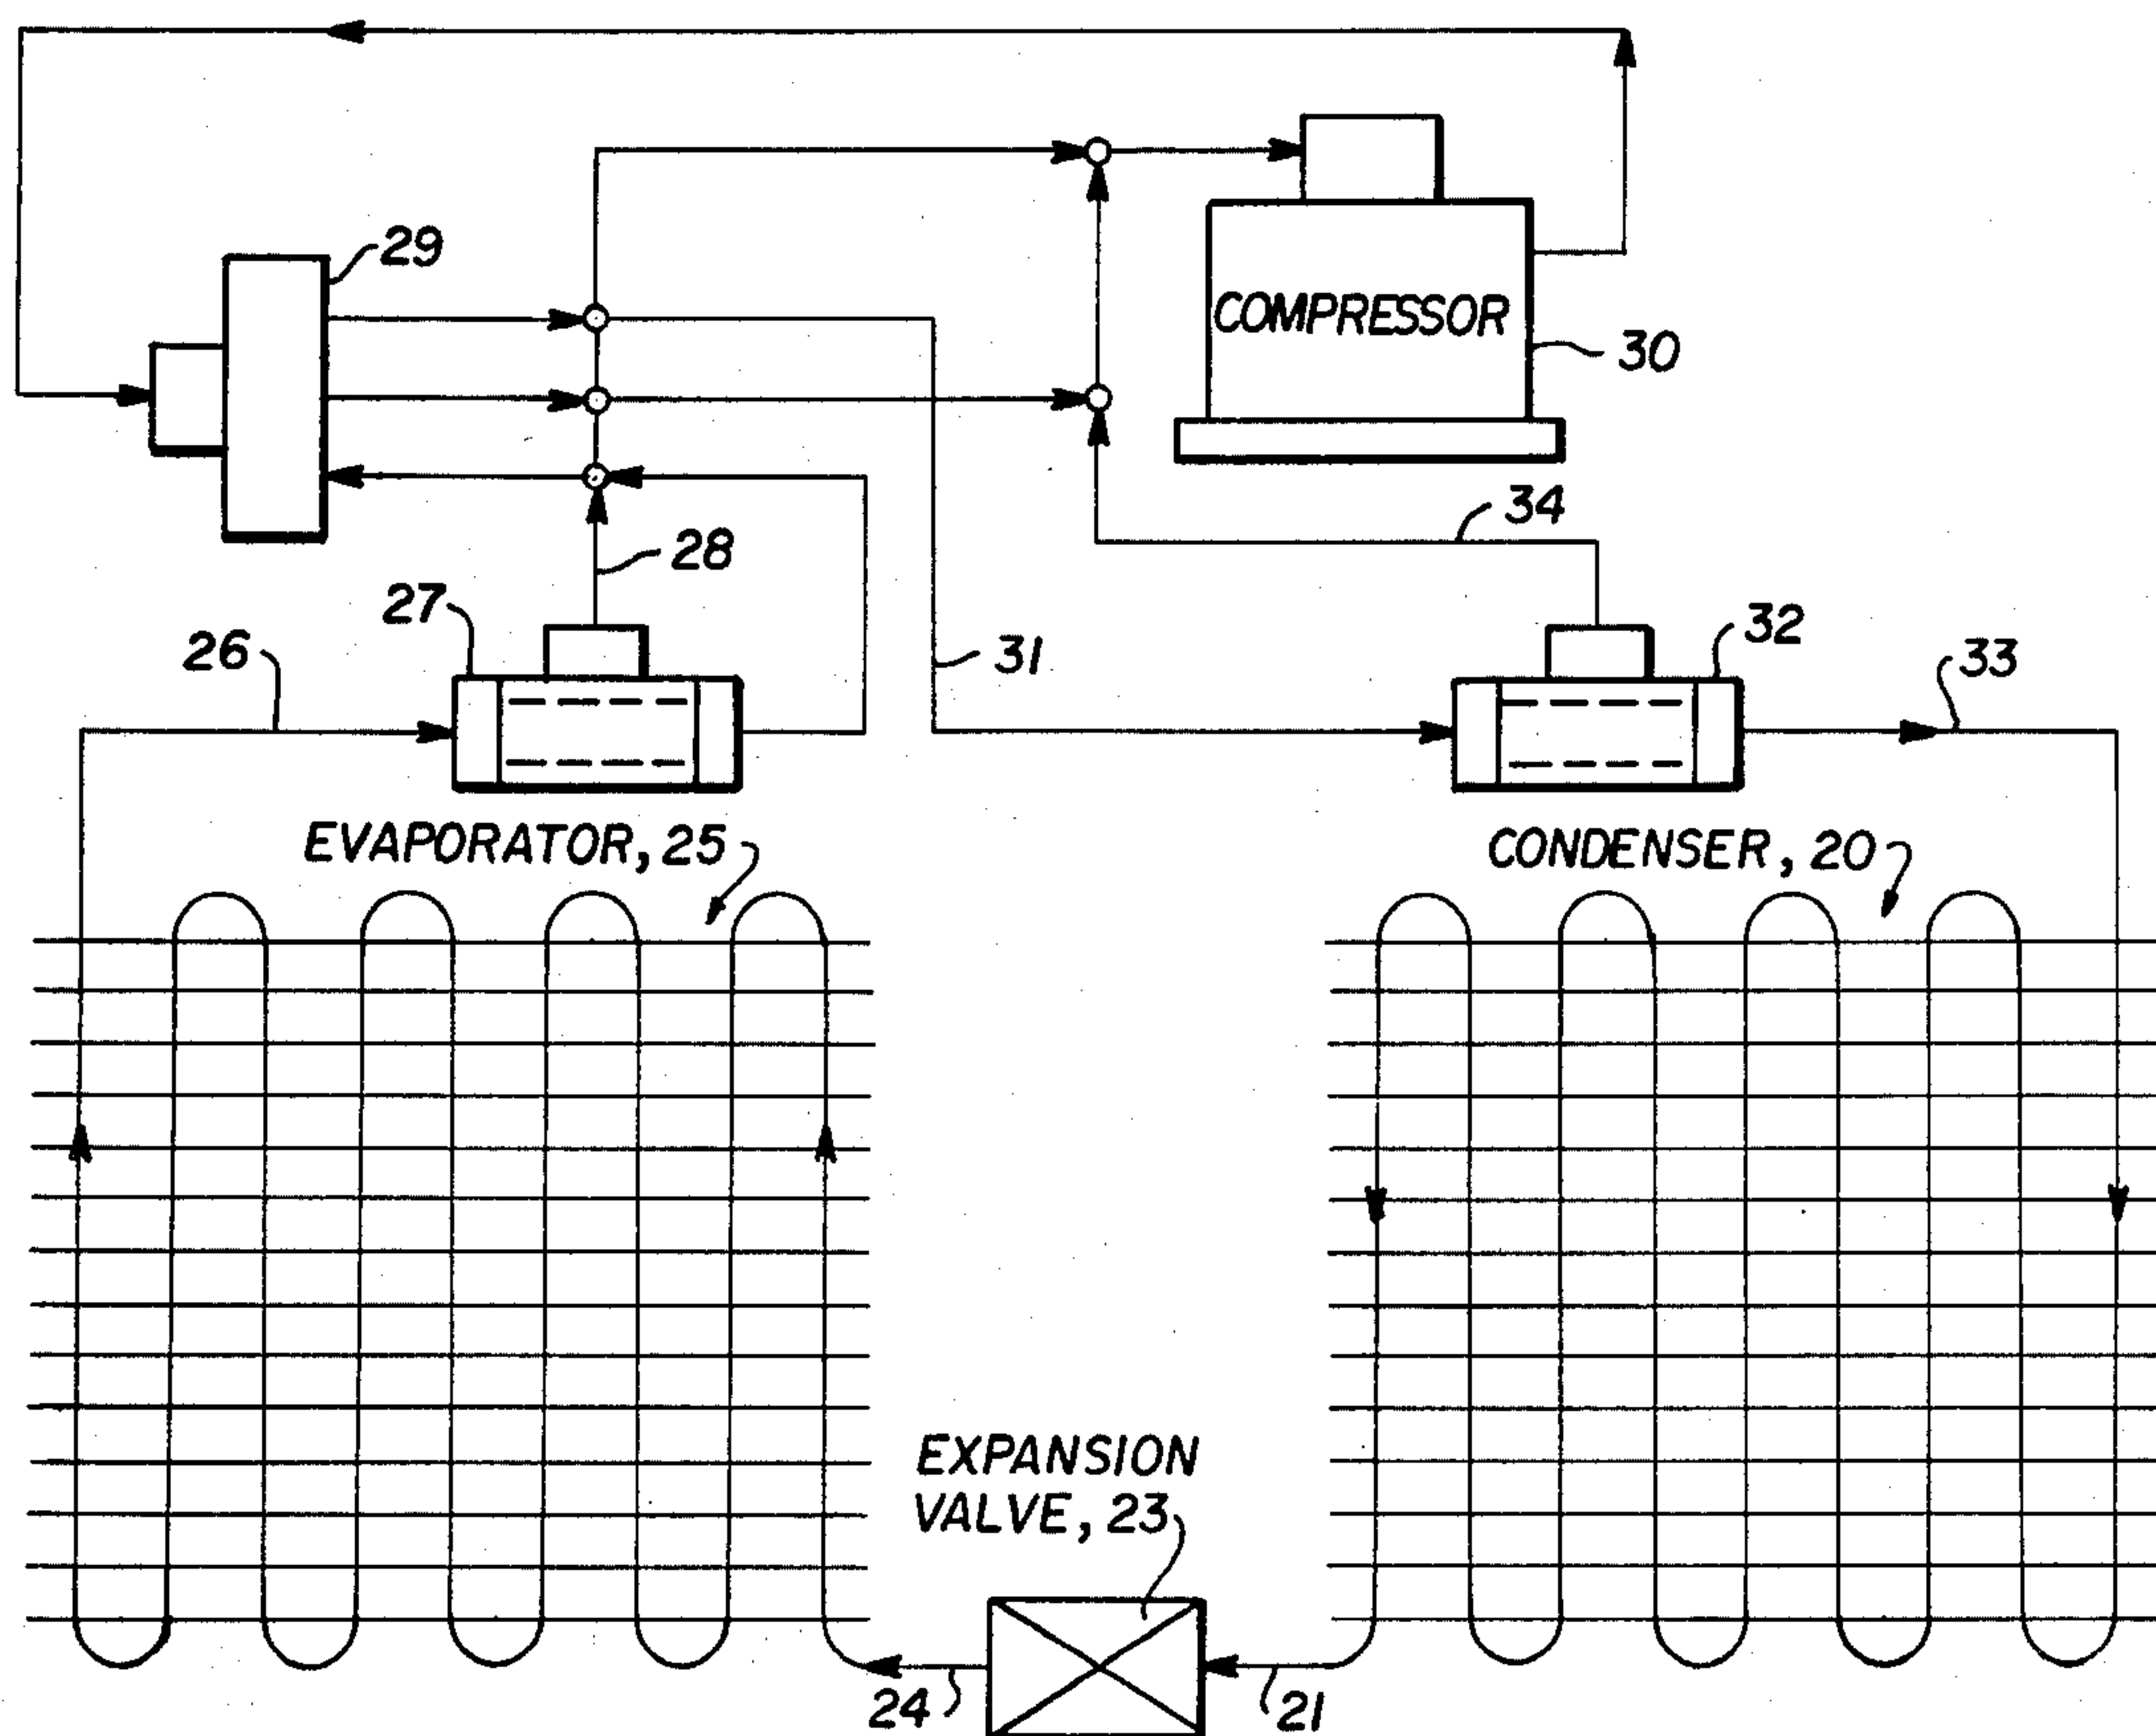 29
COMPRESSOR
30
34
28
27
32
26
31
33
EVAPORATOR, 25
CONDENSER, 20
EXPANSION
VALVE, 23
24
21